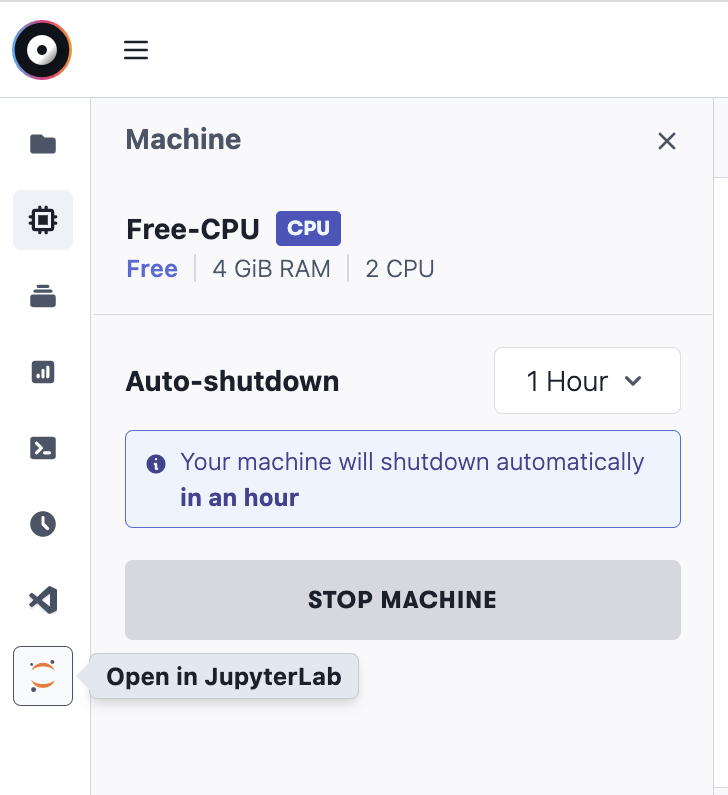 Machine
Free-CPU CPU
Free 4 GiB RAM 2 CPU
Auto-shutdown 1 Hour
Your machine will shutdown automatically
in an hour
STOP MACHINE
Open in JupyterLab